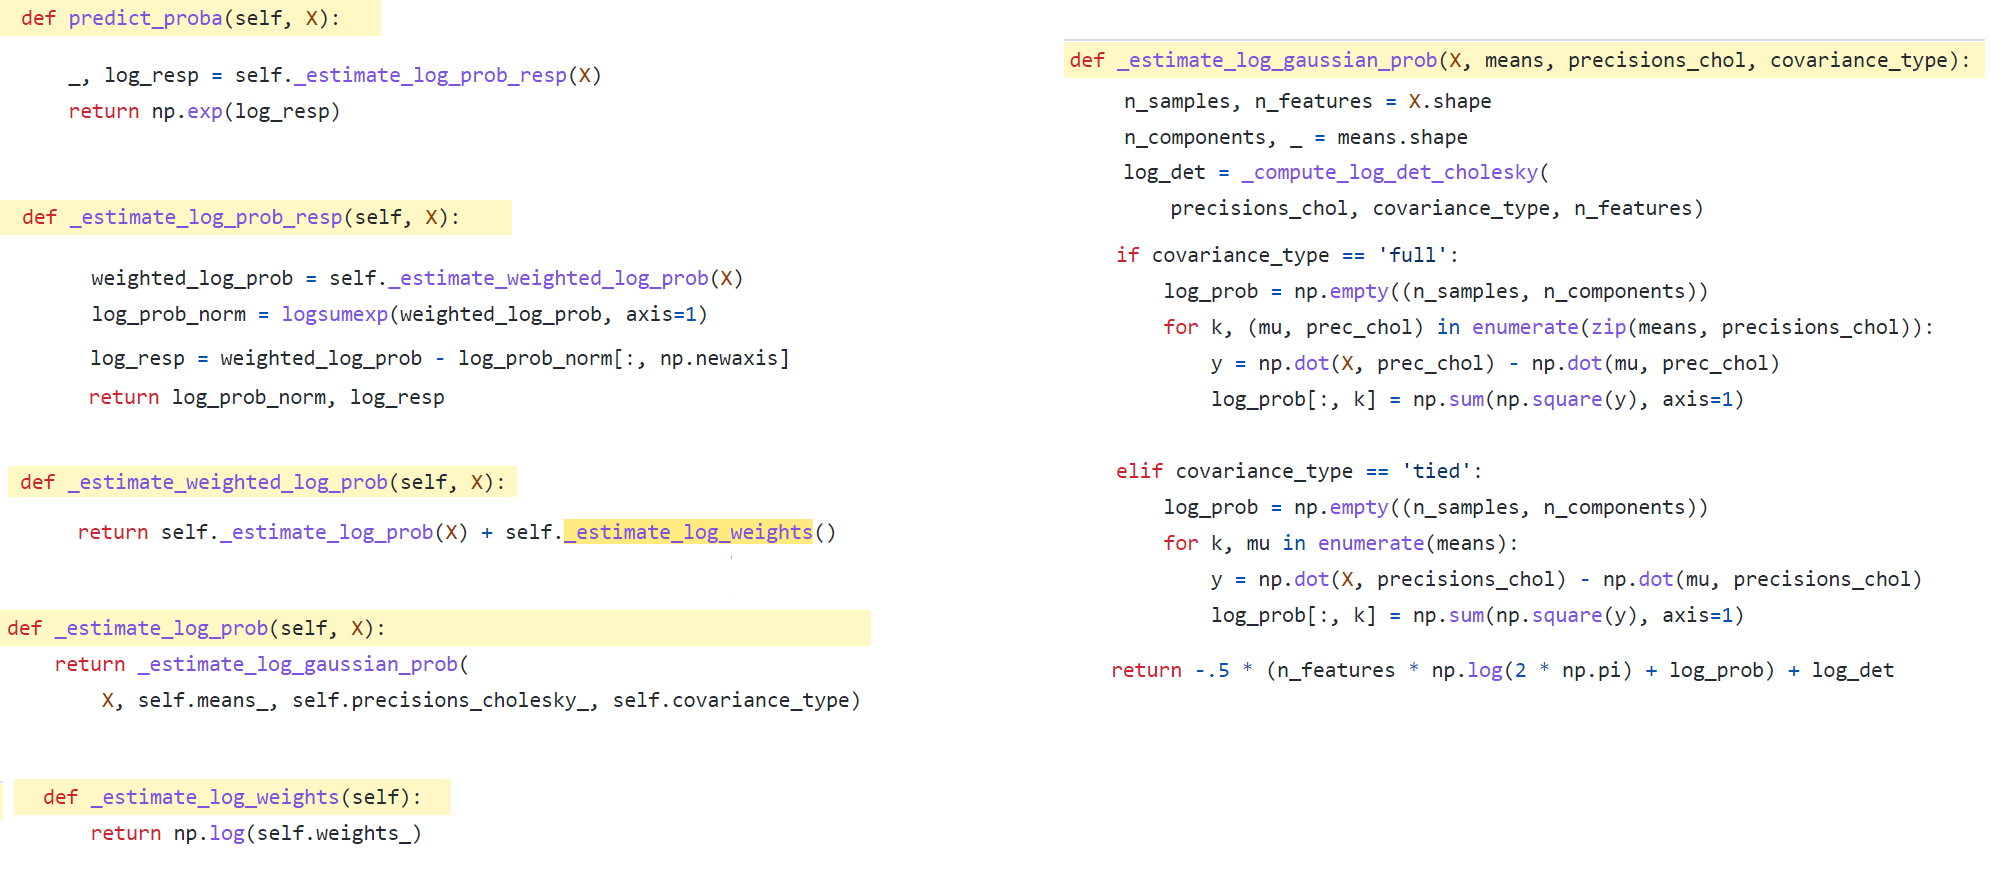 def predict_proba(self, X):
_, log_resp = self._estimate_log_prob_resp(X)
return np.exp(log_resp)
def _estimate_log_prob_resp(self, X):
weighted_log_prob = self._estimate_weighted_log_prob(X)
log_prob_norm = logsumexp(weighted_log_prob, axis=1)
log_resp = weighted_log_prob - log_prob_norm[:, np.newaxis]
return log_prob_norm, log_resp
def _estimate_weighted_log_prob(self, X):
return self._estimate_log_prob(X) + self._estimate_log_weights()
def _estimate_log_prob(self, X):
return _estimate_log_gaussian_prob(
X, self.means_, self.precisions_cholesky_, self.covariance_type)
def _estimate_log_weights(self):
return np.log(self.weights_)
def _estimate_log_gaussian_prob(X, means, precisions_chol, covariance_type):
n_samples, n_features = X.shape
n_components, _ = means.shape
log_det = _compute_log_det_cholesky(
precisions_chol, covariance_type, n_features)
if covariance_type == 'full':
log_prob = np.empty((n_samples, n_components))
for k, (mu, prec_chol) in enumerate(zip(means, precisions_chol)):
y = np.dot(X, prec_chol) - np.dot(mu, prec_chol)
log_prob[:, k] = np.sum(np.square(y), axis=1)
elif covariance_type == 'tied':
log_prob = np.empty((n_samples, n_components))
for k, mu in enumerate(means):
y = np.dot(X, precisions_chol) - np.dot(mu, precisions_chol)
log_prob[:, k] = np.sum(np.square(y), axis=1)
return -.5 * (n_features * np.log(2 * np.pi) + log_prob) + log_det